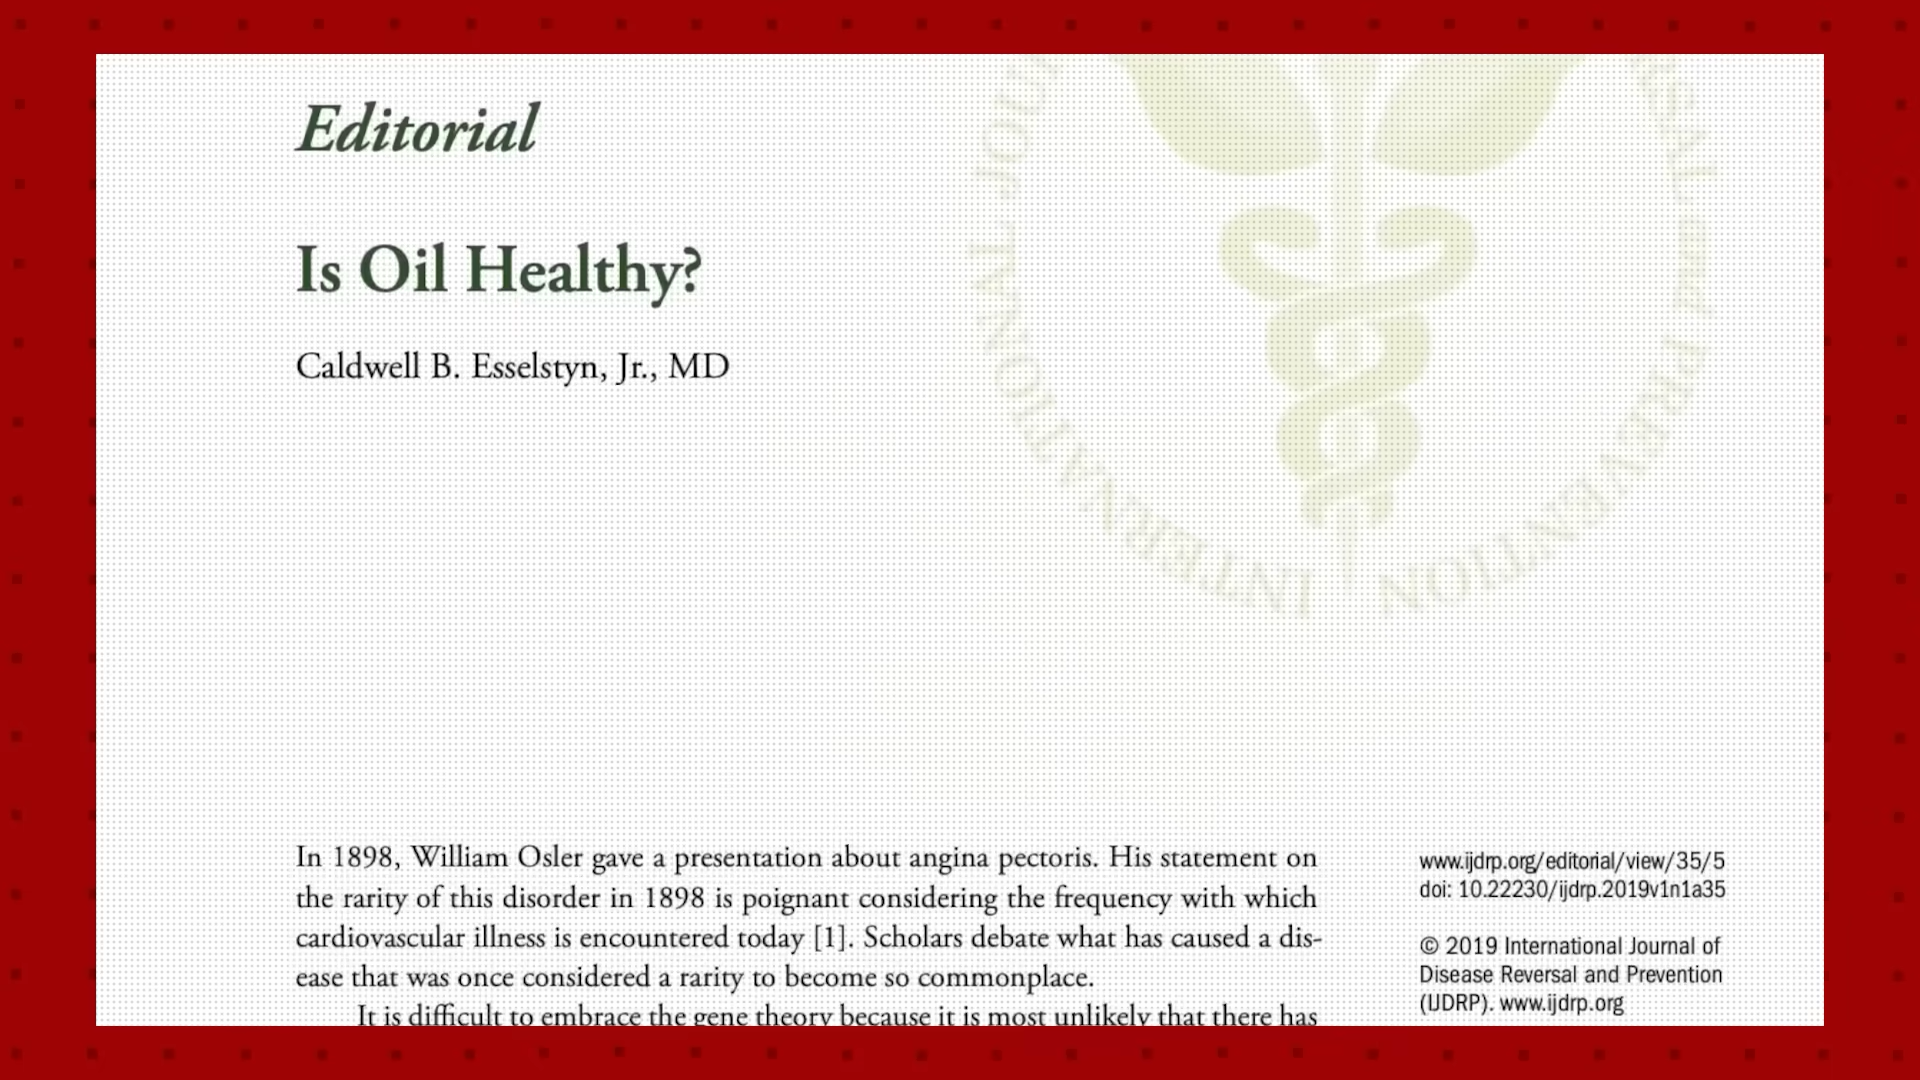 Editorial
Is Oil Healthy?
Caldwell B. Esselstyn, Jr., MD
In 1898, William Osler gave a presentation about angina pectoris. His statement on
the rarity of this disorder in 1898 is poignant considering the frequency with which
cardiovascular illness is encountered today [1]. Scholars debate what has caused a dis-
ease that was once considered a rarity to become so commonplace.
It is difficult to embrace the gene theory because it is most unlikely that there has
www.ijdrp.org/editorial/view/35/5
doi: 10.22230/ijdrp.2019v1n1a35
© 2019 International Journal of
Disease Reversal and Prevention
(IJDRP). www.ijdrp.org
INTERNATIONAL JOU
SAL and PREVENTION